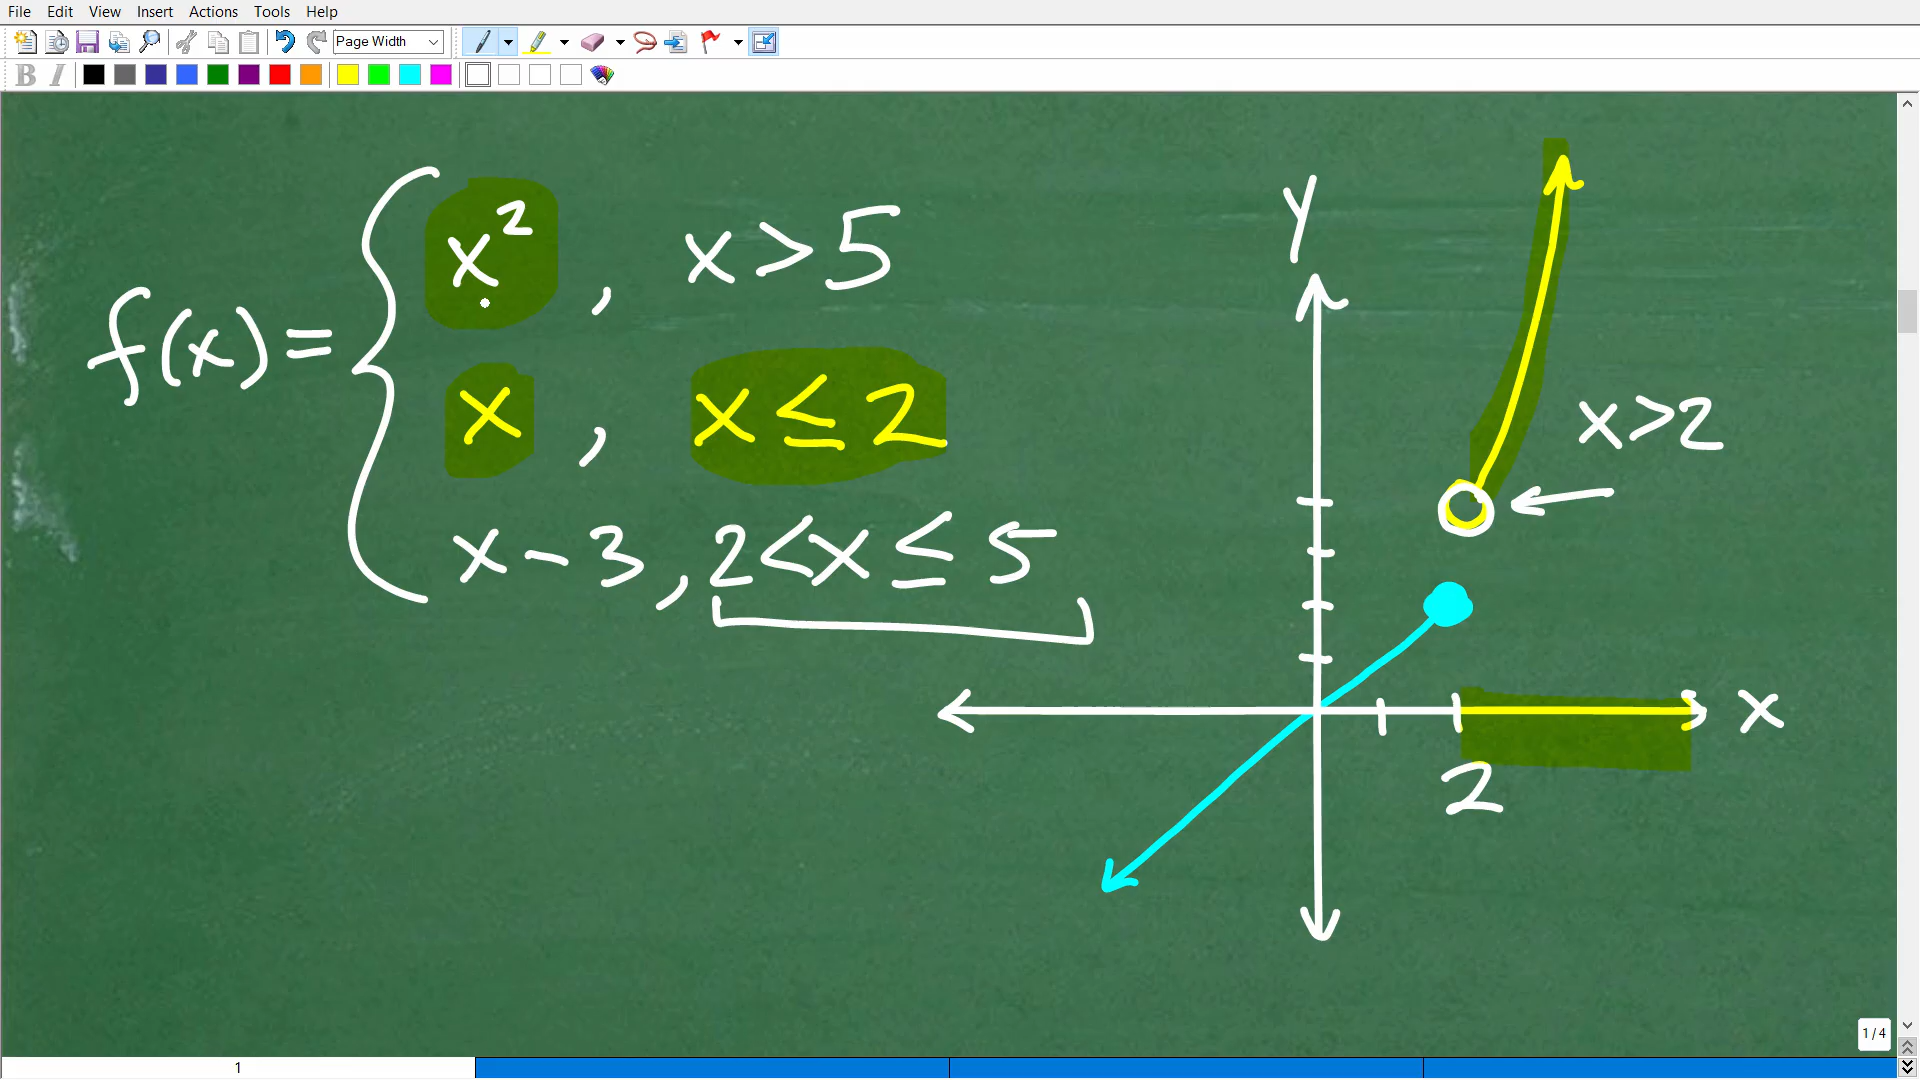 File Edit View Insert Actions Tools Help
Page Width
B I
f(x) = { x², x > 5
x, x ≤ 2
x - 3, 2 < x ≤ 5
y
x > 2
x
2
1 / 4
1